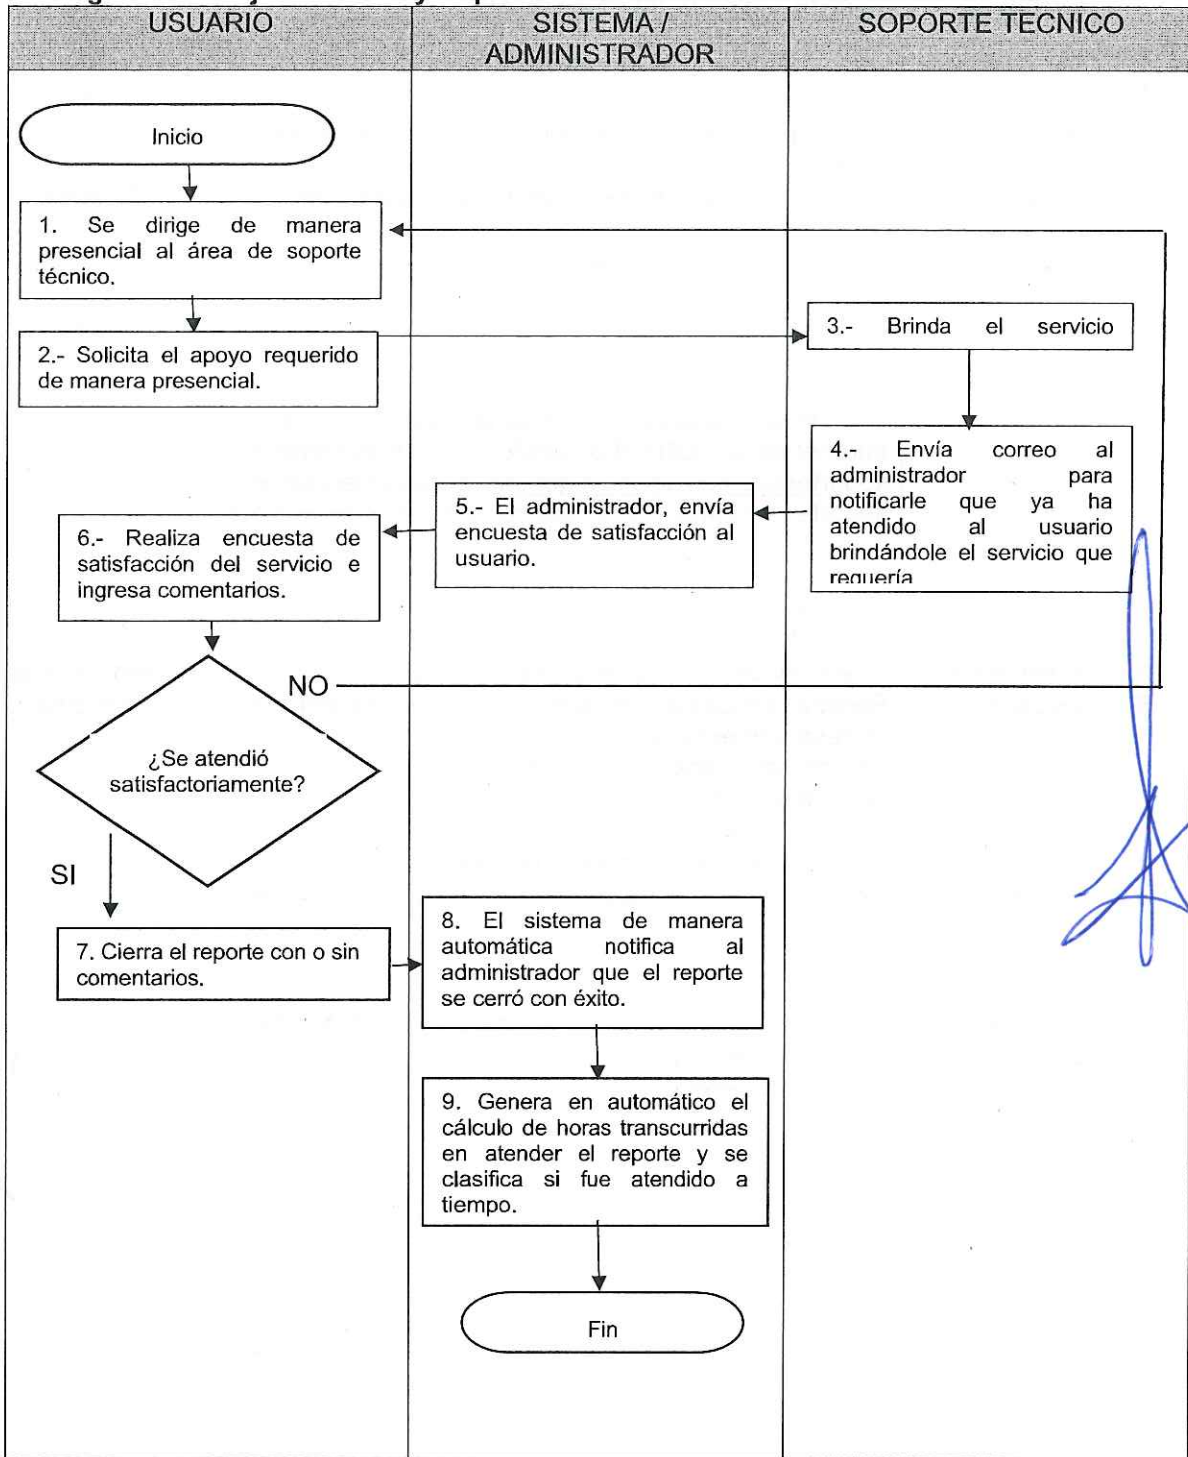 USUARIO
SISTEMA /
ADMINISTRADOR
SOPORTE TECNICO
Inicio
1. Se dirige de manera
presencial al área de soporte
técnico.
2.- Solicita el apoyo requerido
de manera presencial.
3.- Brinda el servicio
4.- Envía correo al
administrador para
notificarle que ya ha
atendido al usuario
brindándole el servicio que
requería
5.- El administrador, envía
encuesta de satisfacción al
usuario.
6.- Realiza encuesta de
satisfacción del servicio e
ingresa comentarios.
NO
¿Se atendió
satisfactoriamente?
SI
7. Cierra el reporte con o sin
comentarios.
8. El sistema de manera
automática notifica al
administrador que el reporte
se cerró con éxito.
9. Genera en automático el
cálculo de horas transcurridas
en atender el reporte y se
clasifica si fue atendido a
tiempo.
Fin